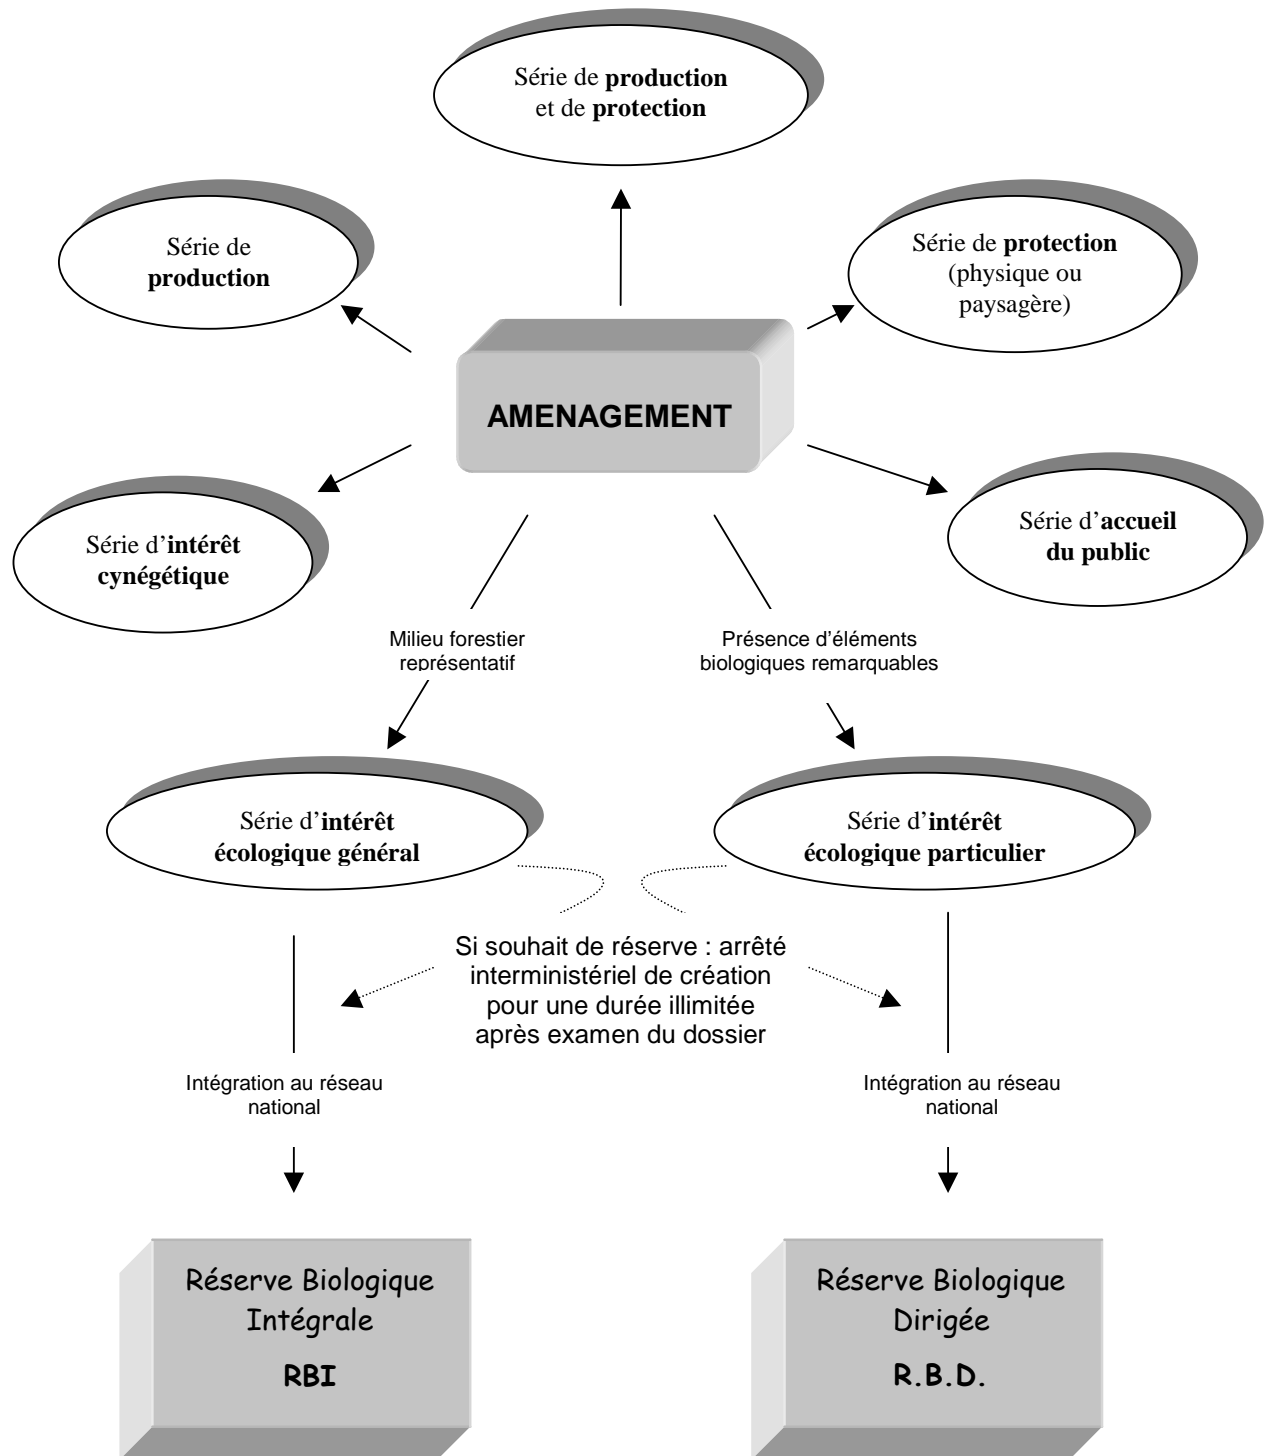 Série de production
et de protection
Série de
production
Série de protection
(physique ou
paysagère)
AMENAGEMENT
Série d’intérêt
cynégétique
Série d’accueil
du public
Milieu forestier
représentatif
Présence d’éléments
biologiques remarquables
Série d’intérêt
écologique général
Série d’intérêt
écologique particulier
Si souhait de réserve : arrêté
interministériel de création
pour une durée illimitée
après examen du dossier
Intégration au réseau
national
Intégration au réseau
national
Réserve Biologique
Intégrale
RBI
Réserve Biologique
Dirigée
R.B.D.